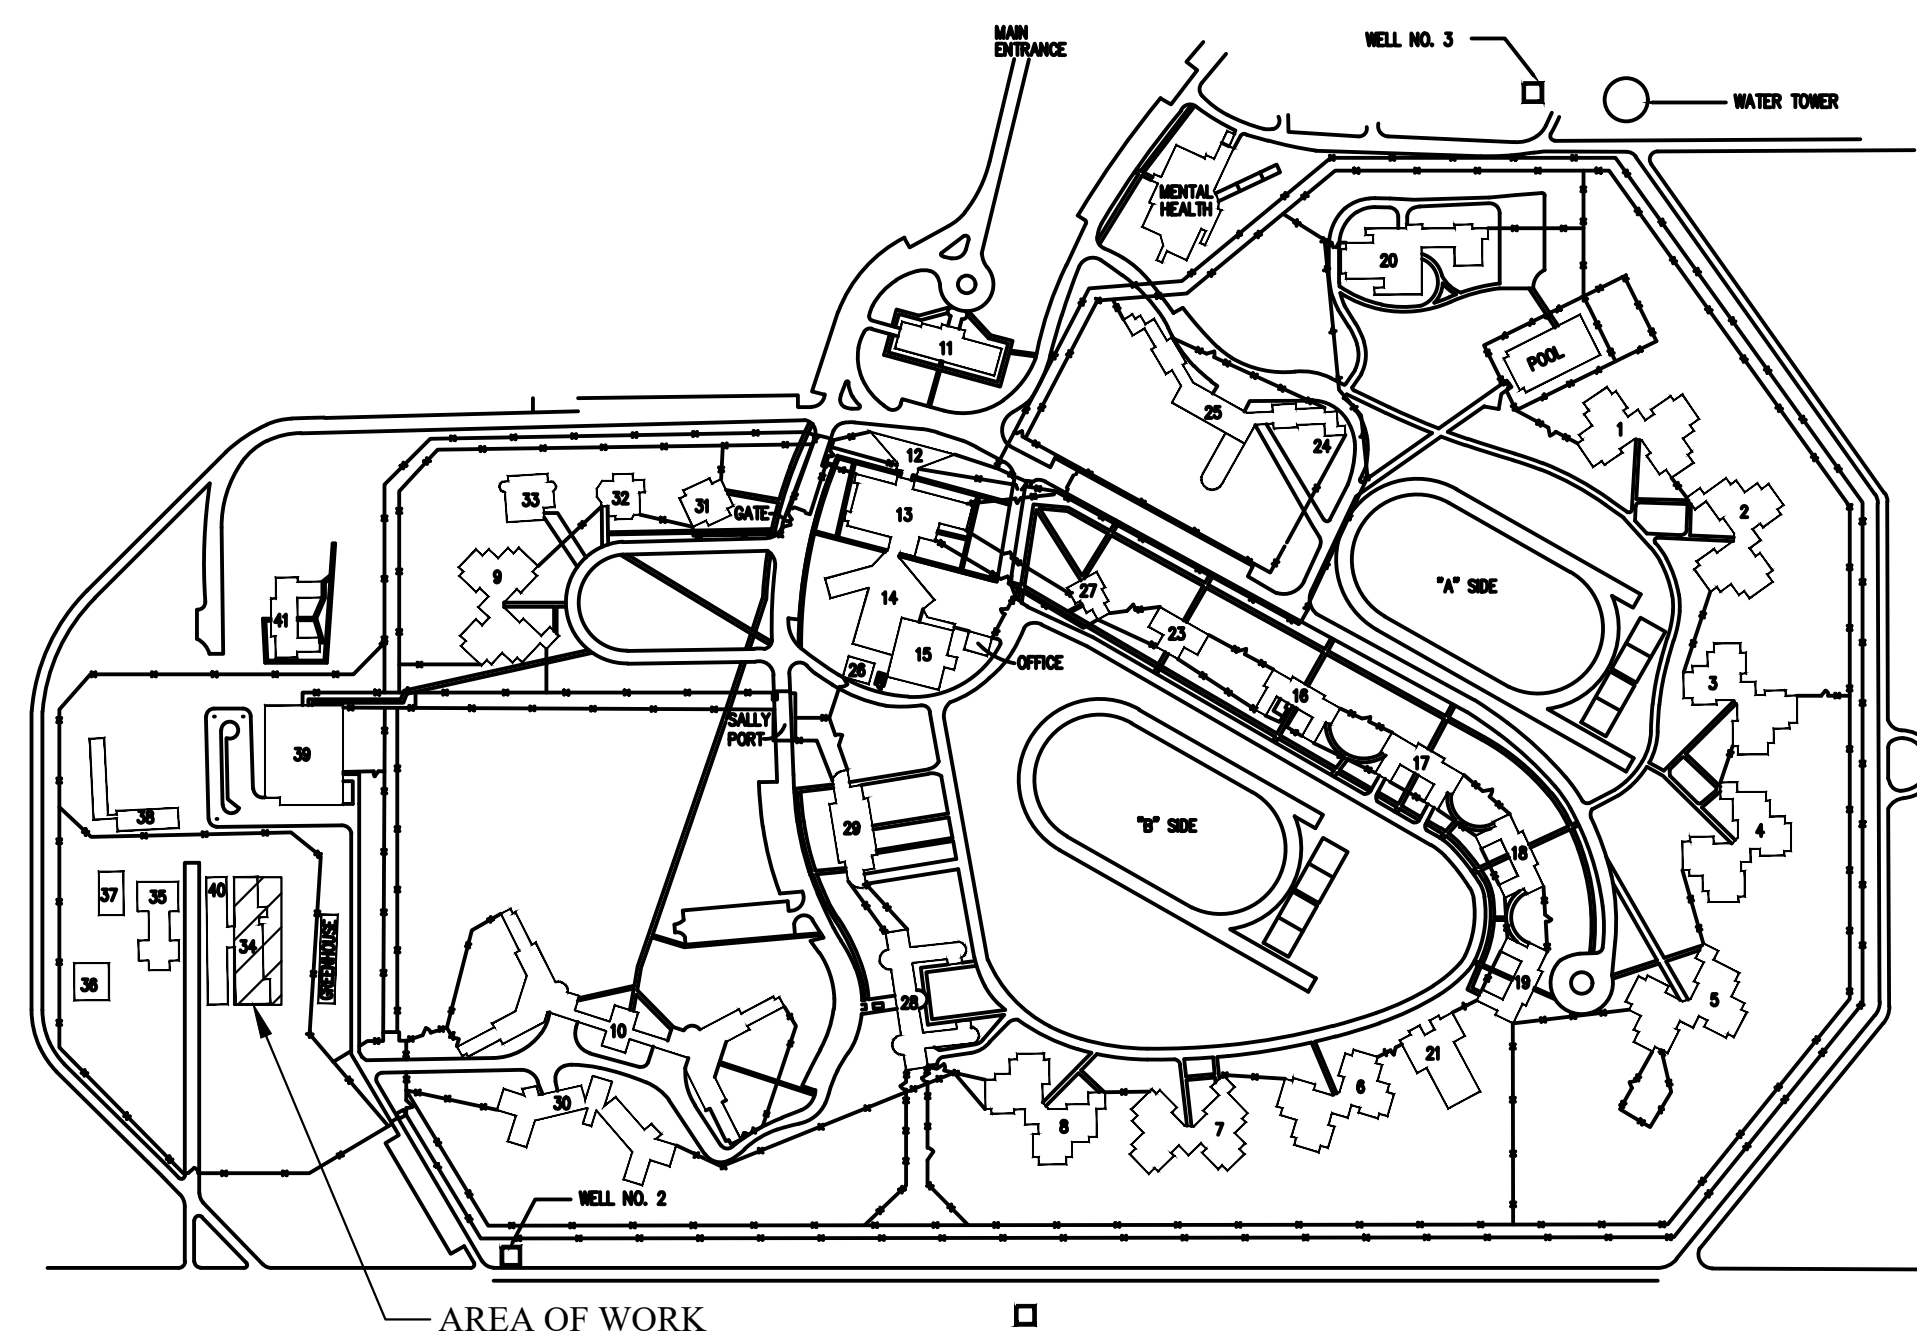 MAIN
ENTRANCE
WELL NO. 3
WATER TOWER
MENTAL
HEALTH
20
11
POOL
25
24
1
12
33
32
31
GATE
13
2
9
27
"A" SIDE
14
41
23
15
OFFICE
26
3
16
SALLY
PORT
39
17
38
29
"B" SIDE
4
18
37
35
40
34
GREENHOUSE
36
19
28
5
10
21
6
30
8
7
WELL NO. 2
AREA OF WORK